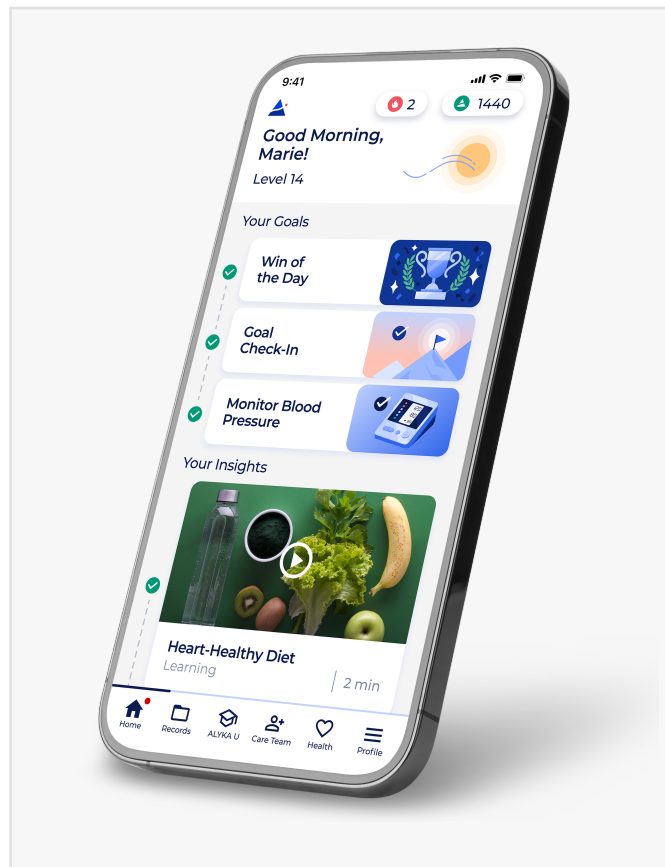 9:41
2
1440
Good Morning,
Marie!
Level 14
Your Goals
Win of
the Day
Goal
Check-In
Monitor Blood
Pressure
Your Insights
Heart-Healthy Diet
Learning
2 min
Home
Records
ALYKA U
Care Team
Health
Profile